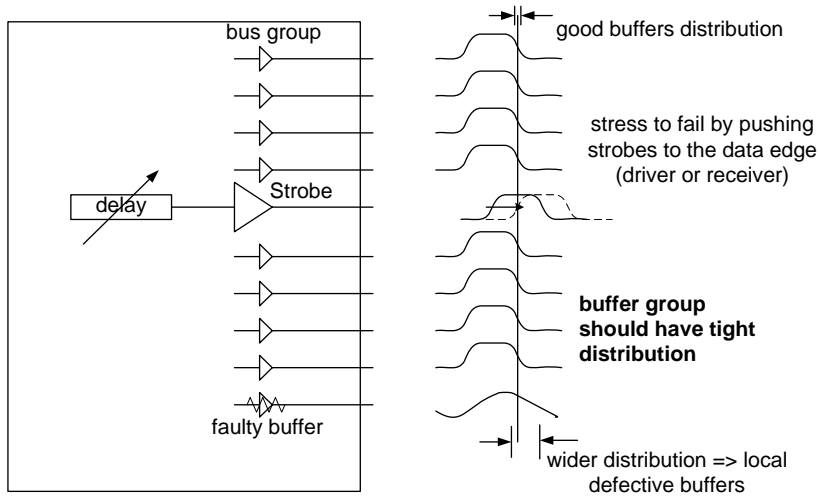 bus group
good buffers distribution
stress to fail by pushing
strobes to the data edge
(driver or receiver)
Strobe
delay
buffer group
should have tight
distribution
faulty buffer
wider distribution => local
defective buffers